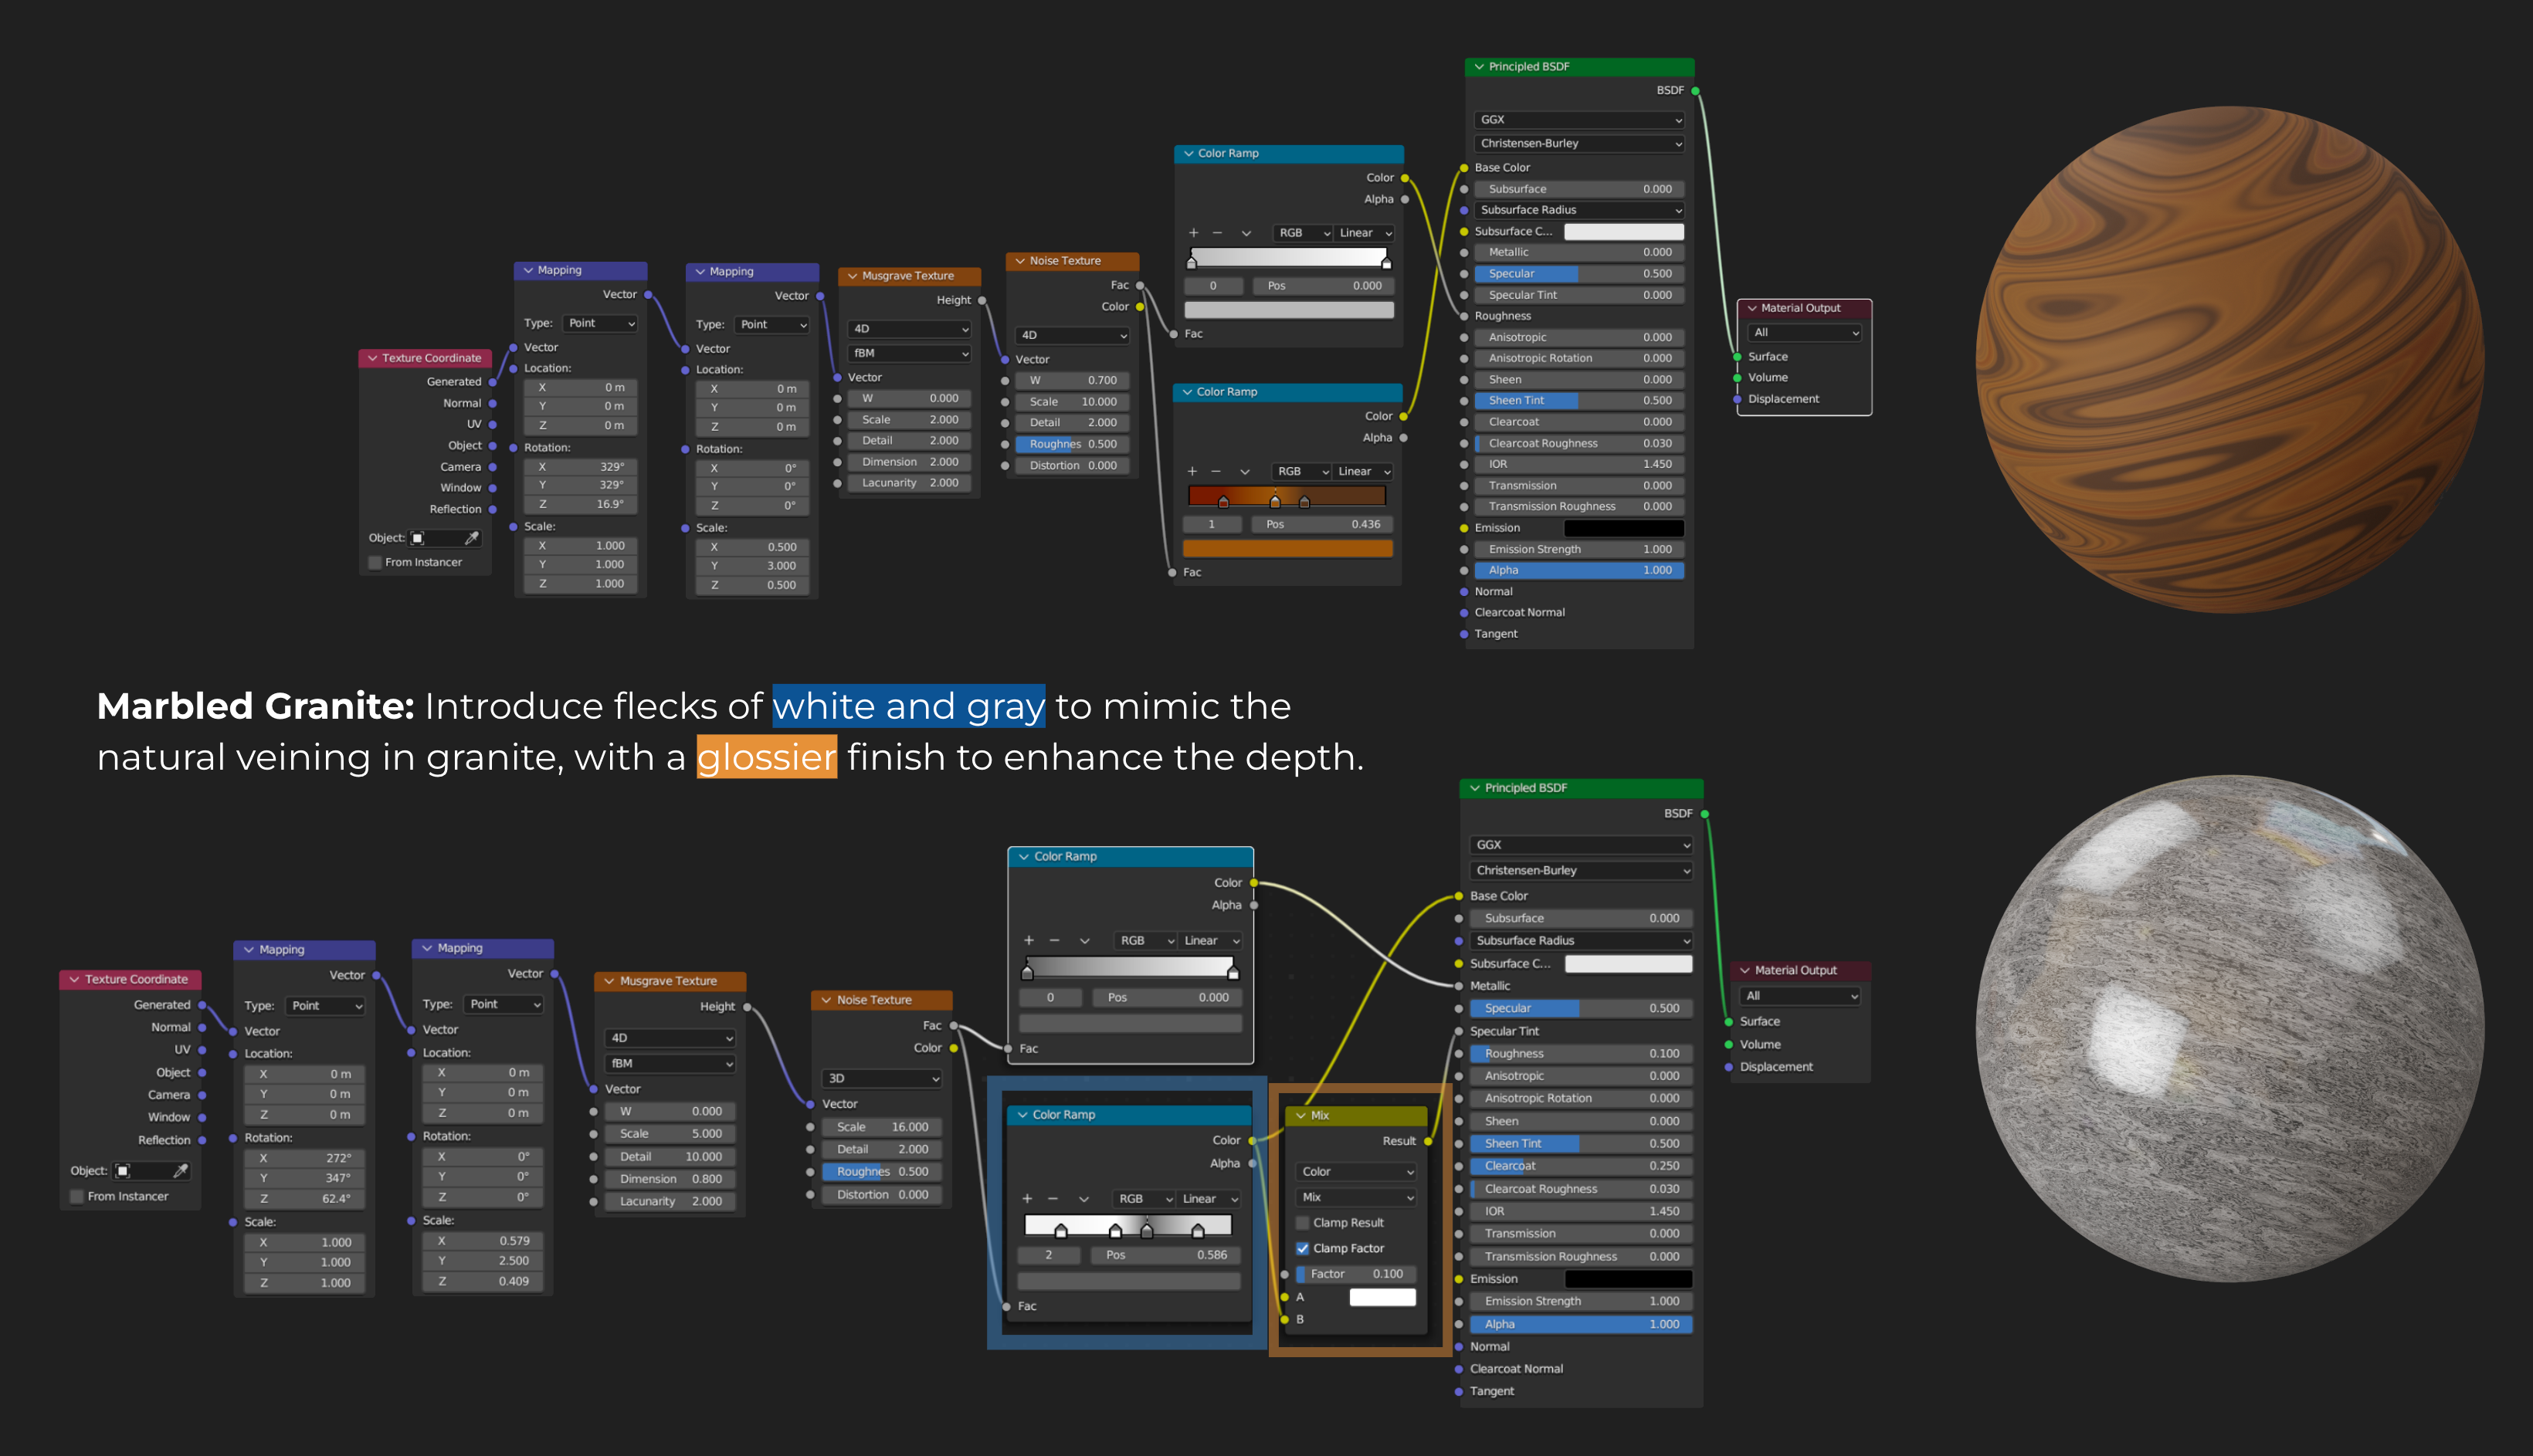 Principled BSDF
BSDF
GGX
Christensen-Burley
Base Color
Subsurface 0.000
Subsurface Radius
Subsurface C...
Metallic 0.000
Specular 0.500
Specular Tint 0.000
Roughness
Anisotropic 0.000
Anisotropic Rotation 0.000
Sheen 0.000
Sheen Tint 0.500
Clearcoat 0.000
Clearcoat Roughness 0.030
IOR 1.450
Transmission 0.000
Transmission Roughness 0.000
Emission
Emission Strength 1.000
Alpha 1.000
Normal
Clearcoat Normal
Tangent
Color Ramp
Color
Alpha
RGB Linear
0 Pos 0.000
Fac
Color Ramp
Color
Alpha
RGB Linear
1 Pos 0.436
Fac
Noise Texture
Fac
Color
4D
Vector
W 0.700
Scale 10.000
Detail 2.000
Roughnes 0.500
Distortion 0.000
Musgrave Texture
Height
4D
fBM
Vector
W 0.000
Scale 2.000
Detail 2.000
Dimension 2.000
Lacunarity 2.000
Mapping
Vector
Type: Point
Vector
Location:
X 0 m
Y 0 m
Z 0 m
Rotation:
X 329°
Y 329°
Z 16.9°
Scale:
X 1.000
Y 1.000
Z 1.000
Mapping
Vector
Type: Point
Vector
Location:
X 0 m
Y 0 m
Z 0 m
Rotation:
X 0°
Y 0°
Z 0°
Scale:
X 0.500
Y 3.000
Z 0.500
Texture Coordinate
Generated
Normal
UV
Object
Camera
Window
Reflection
Object:
From Instancer
Material Output
All
Surface
Volume
Displacement
Marbled Granite: Introduce flecks of white and gray to mimic the
natural veining in granite, with a glossier finish to enhance the depth.
Principled BSDF
BSDF
GGX
Christensen-Burley
Base Color
Subsurface 0.000
Subsurface Radius
Subsurface C...
Metallic
Specular 0.500
Specular Tint
Roughness 0.100
Anisotropic 0.000
Anisotropic Rotation 0.000
Sheen 0.000
Sheen Tint 0.500
Clearcoat 0.250
Clearcoat Roughness 0.030
IOR 1.450
Transmission 0.000
Transmission Roughness 0.000
Emission
Emission Strength 1.000
Alpha 1.000
Normal
Clearcoat Normal
Tangent
Color Ramp
Color
Alpha
RGB Linear
0 Pos 0.000
Fac
Color Ramp
Color
Alpha
RGB Linear
2 Pos 0.586
Fac
Mix
Result
Color
Mix
Clamp Result
Clamp Factor
Factor 0.100
A
B
Texture Coordinate
Generated
Normal
UV
Object
Camera
Window
Reflection
Object:
From Instancer
Mapping
Vector
Type: Point
Vector
Location:
X 0 m
Y 0 m
Z 0 m
Rotation:
X 272°
Y 347°
Z 62.4°
Scale:
X 1.000
Y 1.000
Z 1.000
Mapping
Vector
Type: Point
Vector
Location:
X 0 m
Y 0 m
Z 0 m
Rotation:
X 0°
Y 0°
Z 0°
Scale:
X 0.579
Y 2.500
Z 0.409
Musgrave Texture
Height
4D
fBM
Vector
W 0.000
Scale 5.000
Detail 10.000
Dimension 0.800
Lacunarity 2.000
Noise Texture
Fac
Color
3D
Vector
Scale 16.000
Detail 2.000
Roughnes 0.500
Distortion 0.000
Material Output
All
Surface
Volume
Displacement